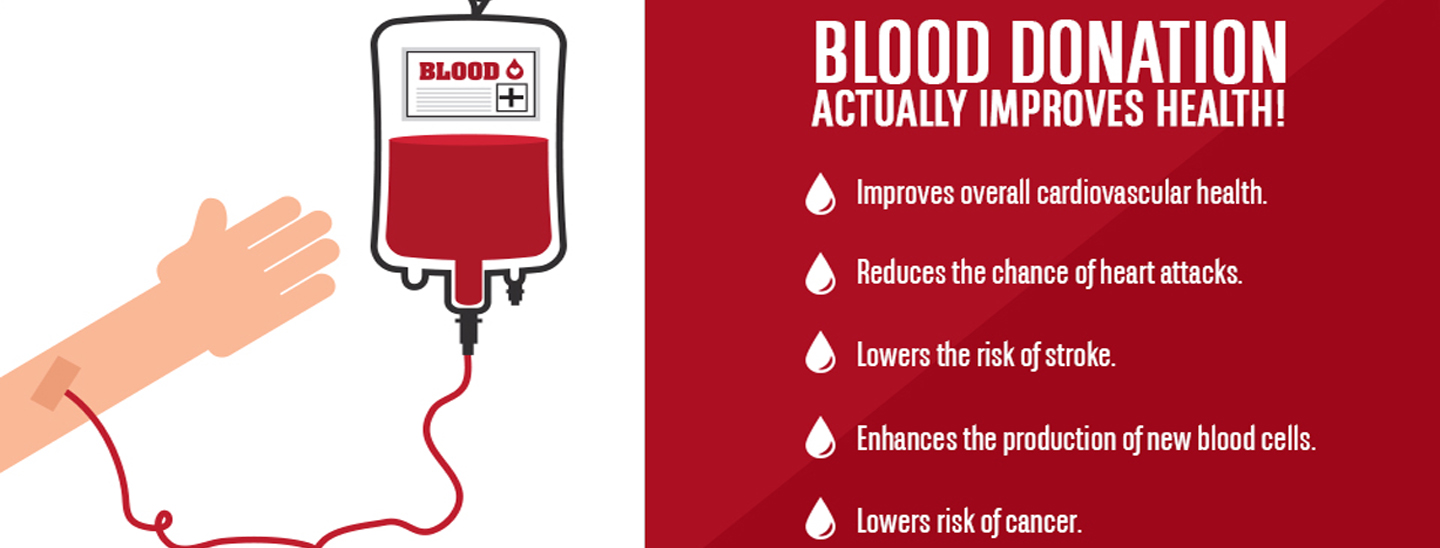 BLOOD
BLOOD DONATION
ACTUALLY IMPROVES HEALTH!
Improves overall cardiovascular health.
Reduces the chance of heart attacks.
Lowers the risk of stroke.
Enhances the production of new blood cells.
Lowers risk of cancer.